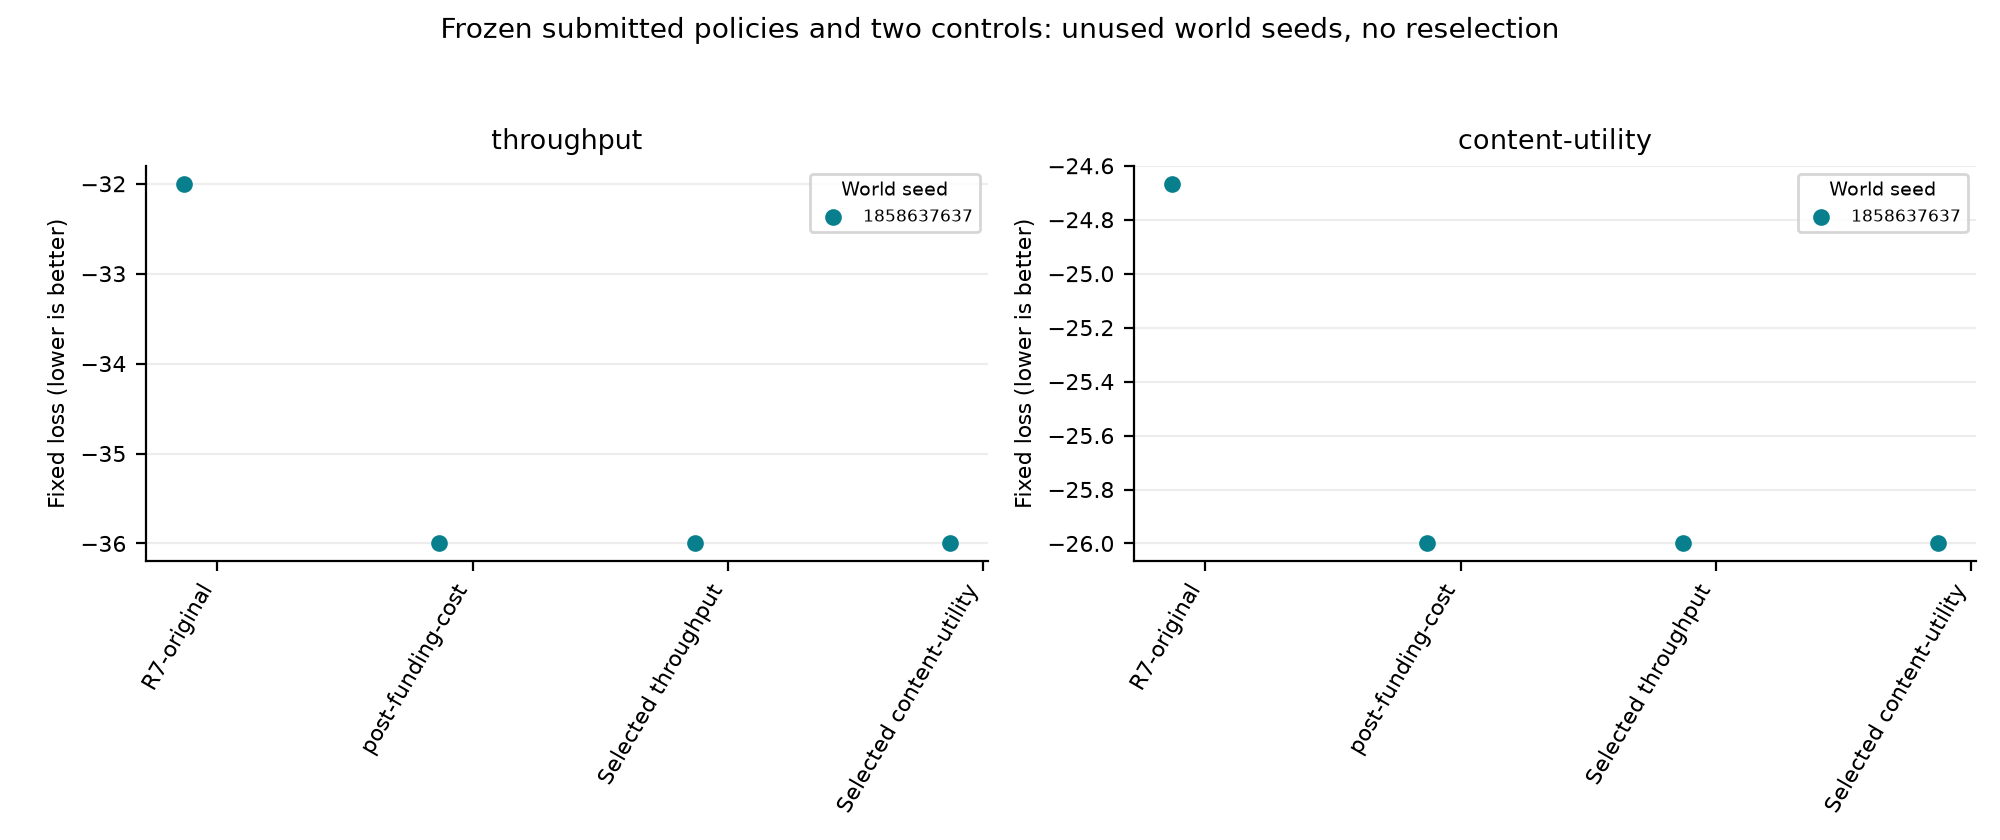 Frozen submitted policies and two controls: unused world seeds, no reselection
throughput
Fixed loss (lower is better)
−32
−33
−34
−35
−36
World seed
1858637637
R7-original
post-funding-cost
Selected throughput
Selected content-utility
content-utility
Fixed loss (lower is better)
−24.6
−24.8
−25.0
−25.2
−25.4
−25.6
−25.8
−26.0
World seed
1858637637
R7-original
post-funding-cost
Selected throughput
Selected content-utility